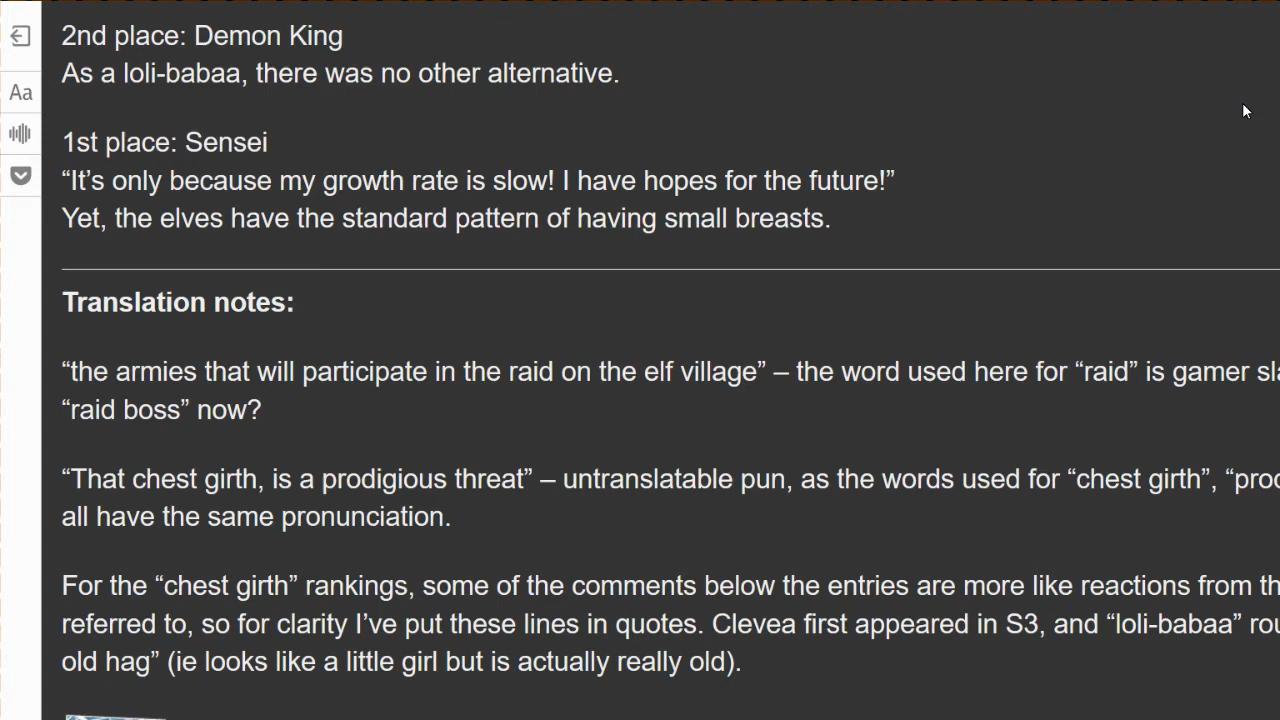 2nd place: Demon King
As a loli-babaa, there was no other alternative.
1st place: Sensei
“It’s only because my growth rate is slow! I have hopes for the future!”
Yet, the elves have the standard pattern of having small breasts.
Translation notes:
“the armies that will participate in the raid on the elf village” – the word used here for “raid” is gamer
“raid boss” now?
“That chest girth, is a prodigious threat” – untranslatable pun, as the words used for “chest girth”,
all have the same pronunciation.
For the “chest girth” rankings, some of the comments below the entries are more like reactions from
referred to, so for clarity I’ve put these lines in quotes. Clevea first appeared in S3, and “loli-babaa”
old hag” (ie looks like a little girl but is actually really old).
Aa